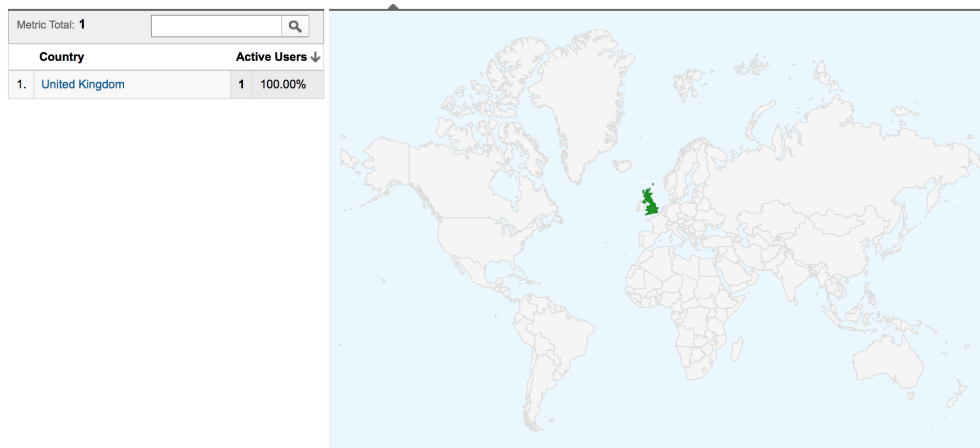 Metric Total: 1
Country Active Users
1. United Kingdom 1 100.00%